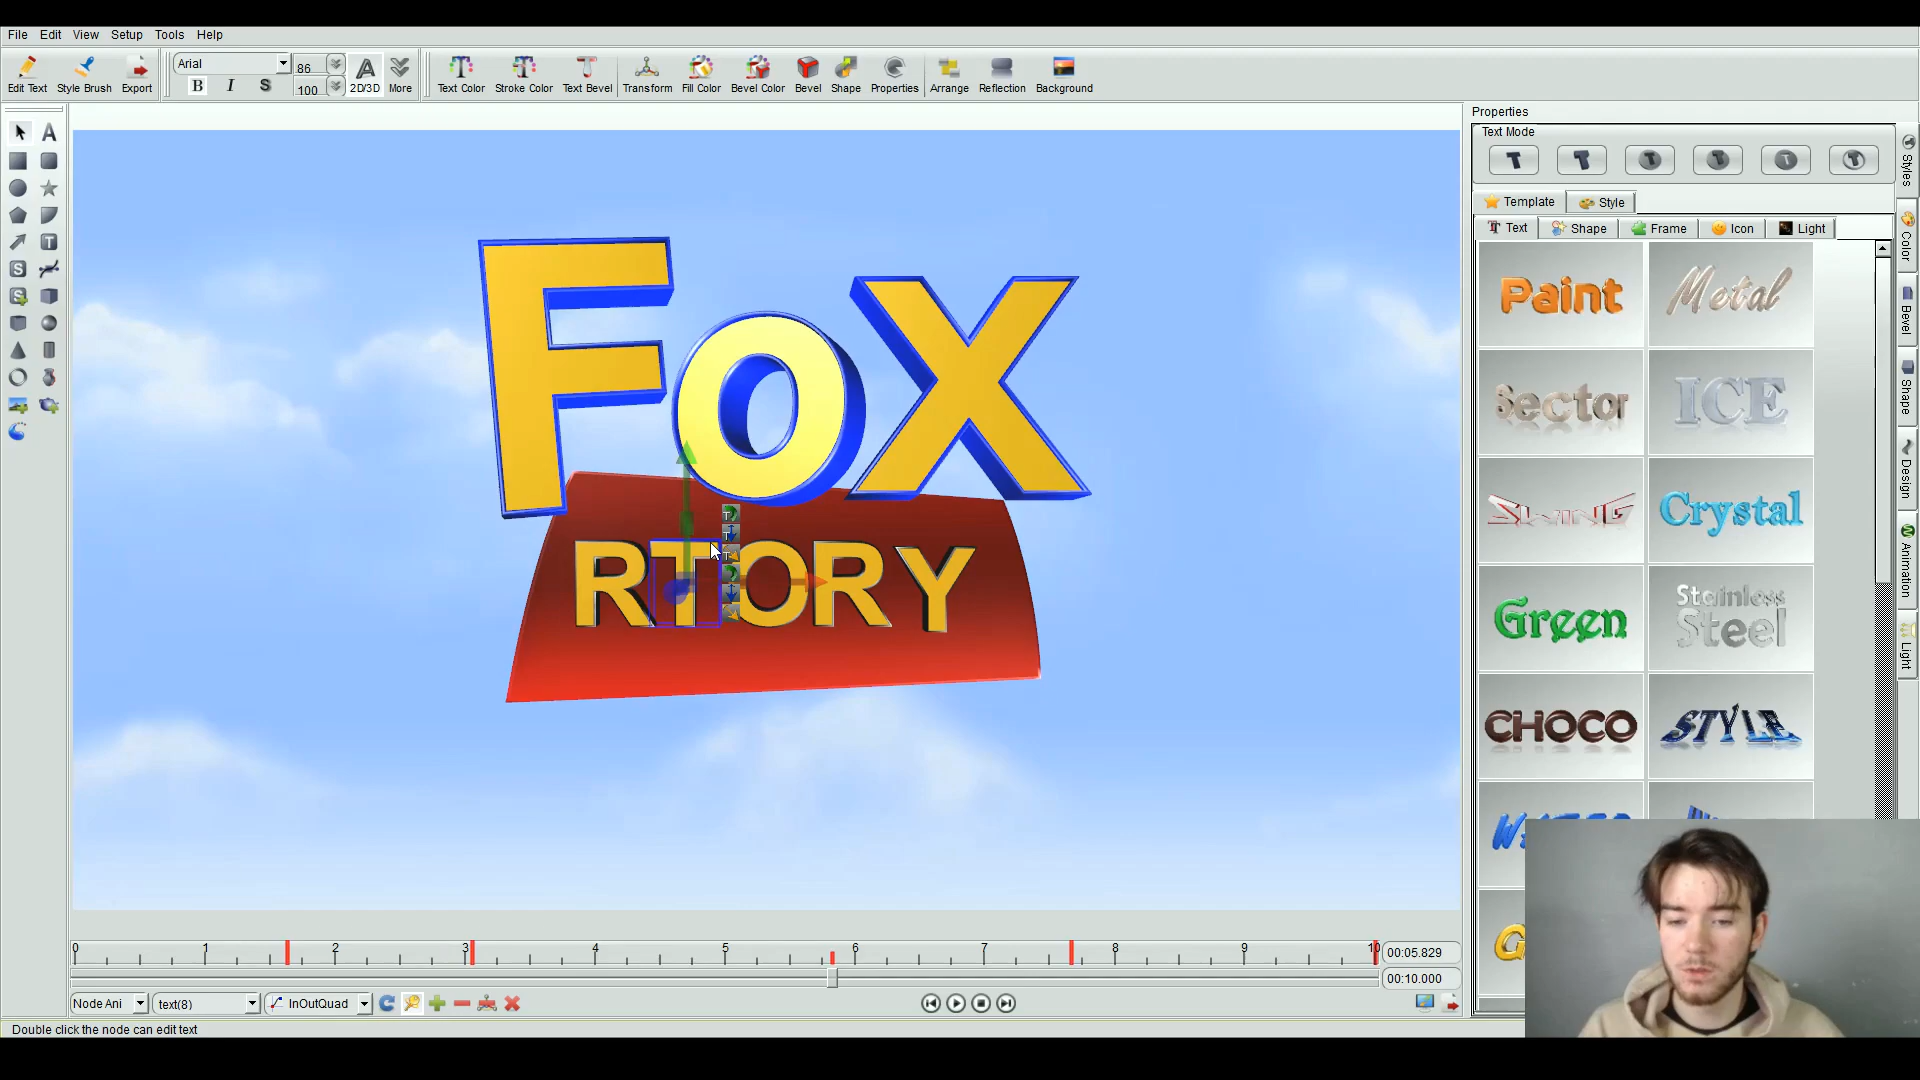 File Edit View Setup Tools Help
Arial 86
B I S 100
Edit Text Style Brush Export 2D/3D More Text Color Stroke Color Text Bevel Transform Fill Color Bevel Color Bevel Shape Properties Arrange Reflection Background
Properties
Text Mode
Template Style
Text Shape Frame Icon Light
Styles
Color
Bevel
Shape
Design
Animation
Light
FoX
RTORY
Paint Metal
Sector ICE
SWING Crystal
Green Stainless Steel
CHOCO STYLE
0 1 2 3 4 5 6 7 8 9 10
00:05.829
00:10.000
Node Ani text(8) InOutQuad
Double click the node can edit text